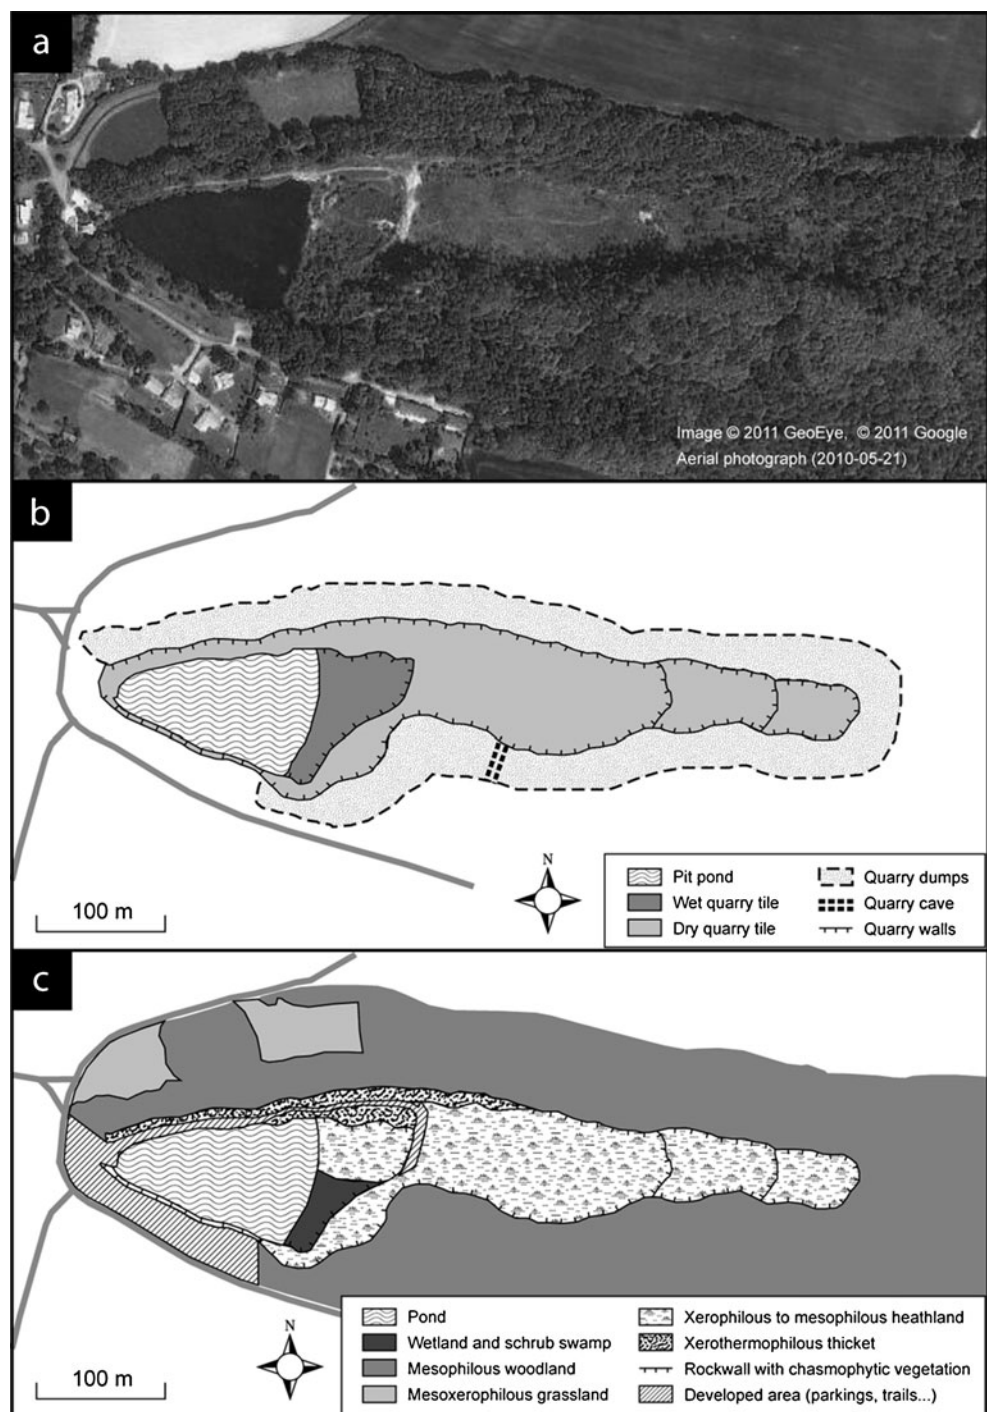 a
Image © 2011 GeoEye, © 2011 Google
Aerial photograph (2010-05-21)
b
100 m
N
Pit pond
Wet quarry tile
Dry quarry tile
Quarry dumps
Quarry cave
Quarry walls
c
100 m
N
Pond
Wetland and schrub swamp
Mesophilous woodland
Mesoxerophilous grassland
Xerophilous to mesophilous heathland
Xerothermophilous thicket
Rockwall with chasmophytic vegetation
Developed area (parkings, trails...)